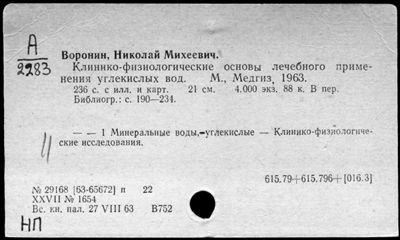 А
2283
Воронин, Николай Михеевич.
Клинико-физиологические основы лечебного приме-
нения углекислых вод. М., Медгиз, 1963.
236 с. с илл. и карт. 21 см. 4.000 экз. 88 к. В пер.
Библиогр.: с. 190—234.
— — 1 Минеральные воды,-углекислые — Клинико-физиологиче-
ские исследования.
615.79+615.796+[016.3]
№ 29168 [63-65672] п 22
XXVII № 1654
Вс. кн. пал. 27 VIII 63 В752
НП